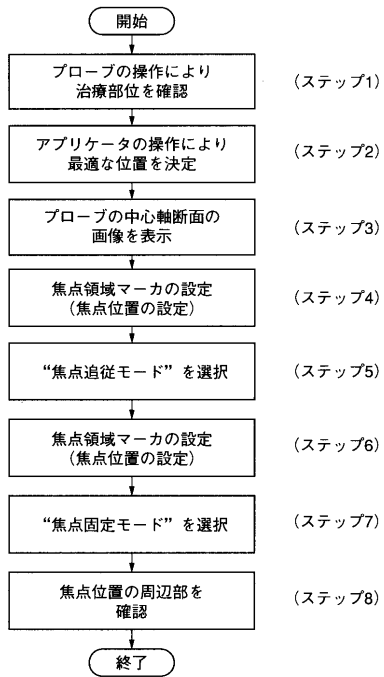 開始
プローブの操作により
治療部位を確認
(ステップ1)
アプリケータの操作により
最適な位置を決定
(ステップ2)
プローブの中心軸断面の
画像を表示
(ステップ3)
焦点領域マーカの設定
(焦点位置の設定)
(ステップ4)
“焦点追従モード”を選択
(ステップ5)
焦点領域マーカの設定
(焦点位置の設定)
(ステップ6)
“焦点固定モード”を選択
(ステップ7)
焦点位置の周辺部を
確認
(ステップ8)
終了